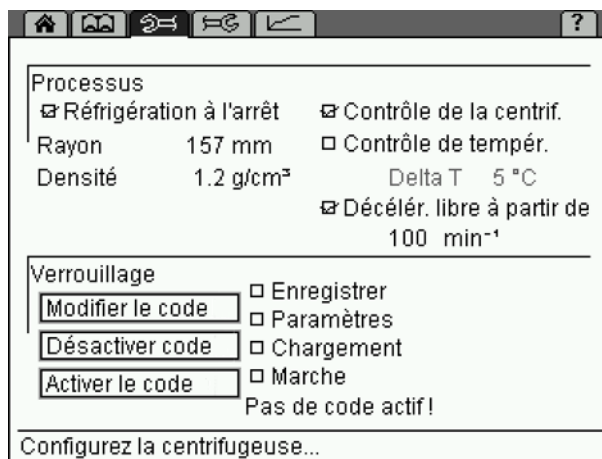 ?
Processus
Réfrigération à l'arrêt
Contrôle de la centrif.
Rayon 157 mm
Contrôle de tempér.
Densité 1.2 g/cm³
Delta T 5 °C
Décélér. libre à partir de
100 min⁻¹
Verrouillage
Enregistrer
Modifier le code
Paramètres
Désactiver code
Chargement
Activer le code
Marche
Pas de code actif !
Configurez la centrifugeuse...